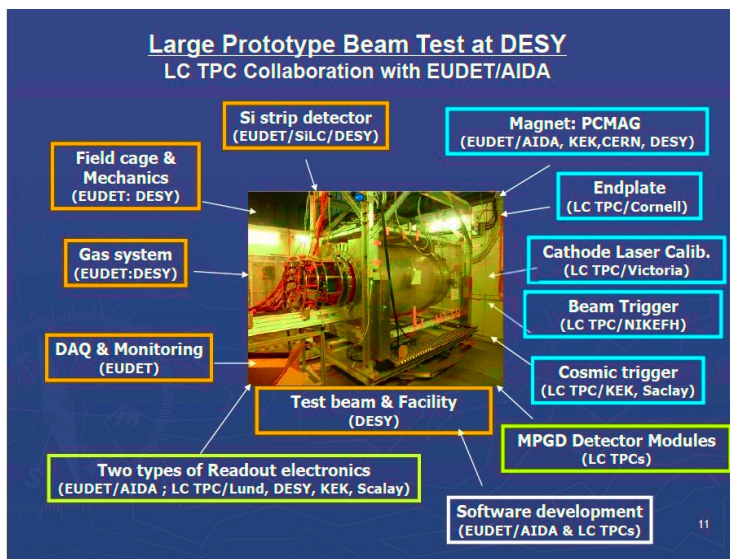 Large Prototype Beam Test at DESY
LC TPC Collaboration with EUDET/AIDA
Si strip detector
(EUDET/SiLC/DESY)
Magnet: PCMAG
(EUDET/AIDA, KEK,CERN, DESY)
Field cage &
Mechanics
(EUDET: DESY)
Endplate
(LC TPC/Cornell)
Gas system
(EUDET:DESY)
Cathode Laser Calib.
(LC TPC/Victoria)
Beam Trigger
(LC TPC/NIKEFH)
DAQ & Monitoring
(EUDET)
Cosmic trigger
(LC TPC/KEK, Saclay)
Test beam & Facility
(DESY)
MPGD Detector Modules
(LC TPCs)
Two types of Readout electronics
(EUDET/AIDA ; LC TPC/Lund, DESY, KEK, Scalay)
Software development
(EUDET/AIDA & LC TPCs)
11